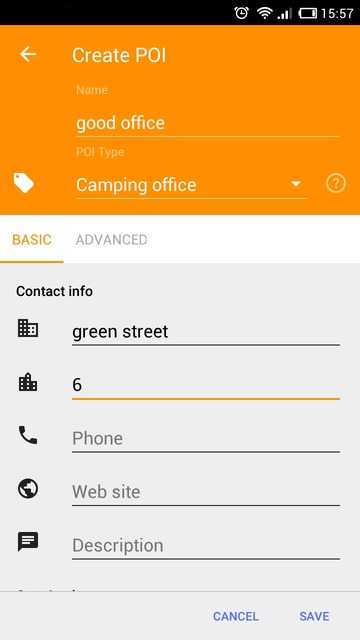 15:57
Create POI
Name
good office
POI Type
Camping office
?
BASIC ADVANCED
Contact info
green street
6
Phone
Web site
Description
CANCEL SAVE